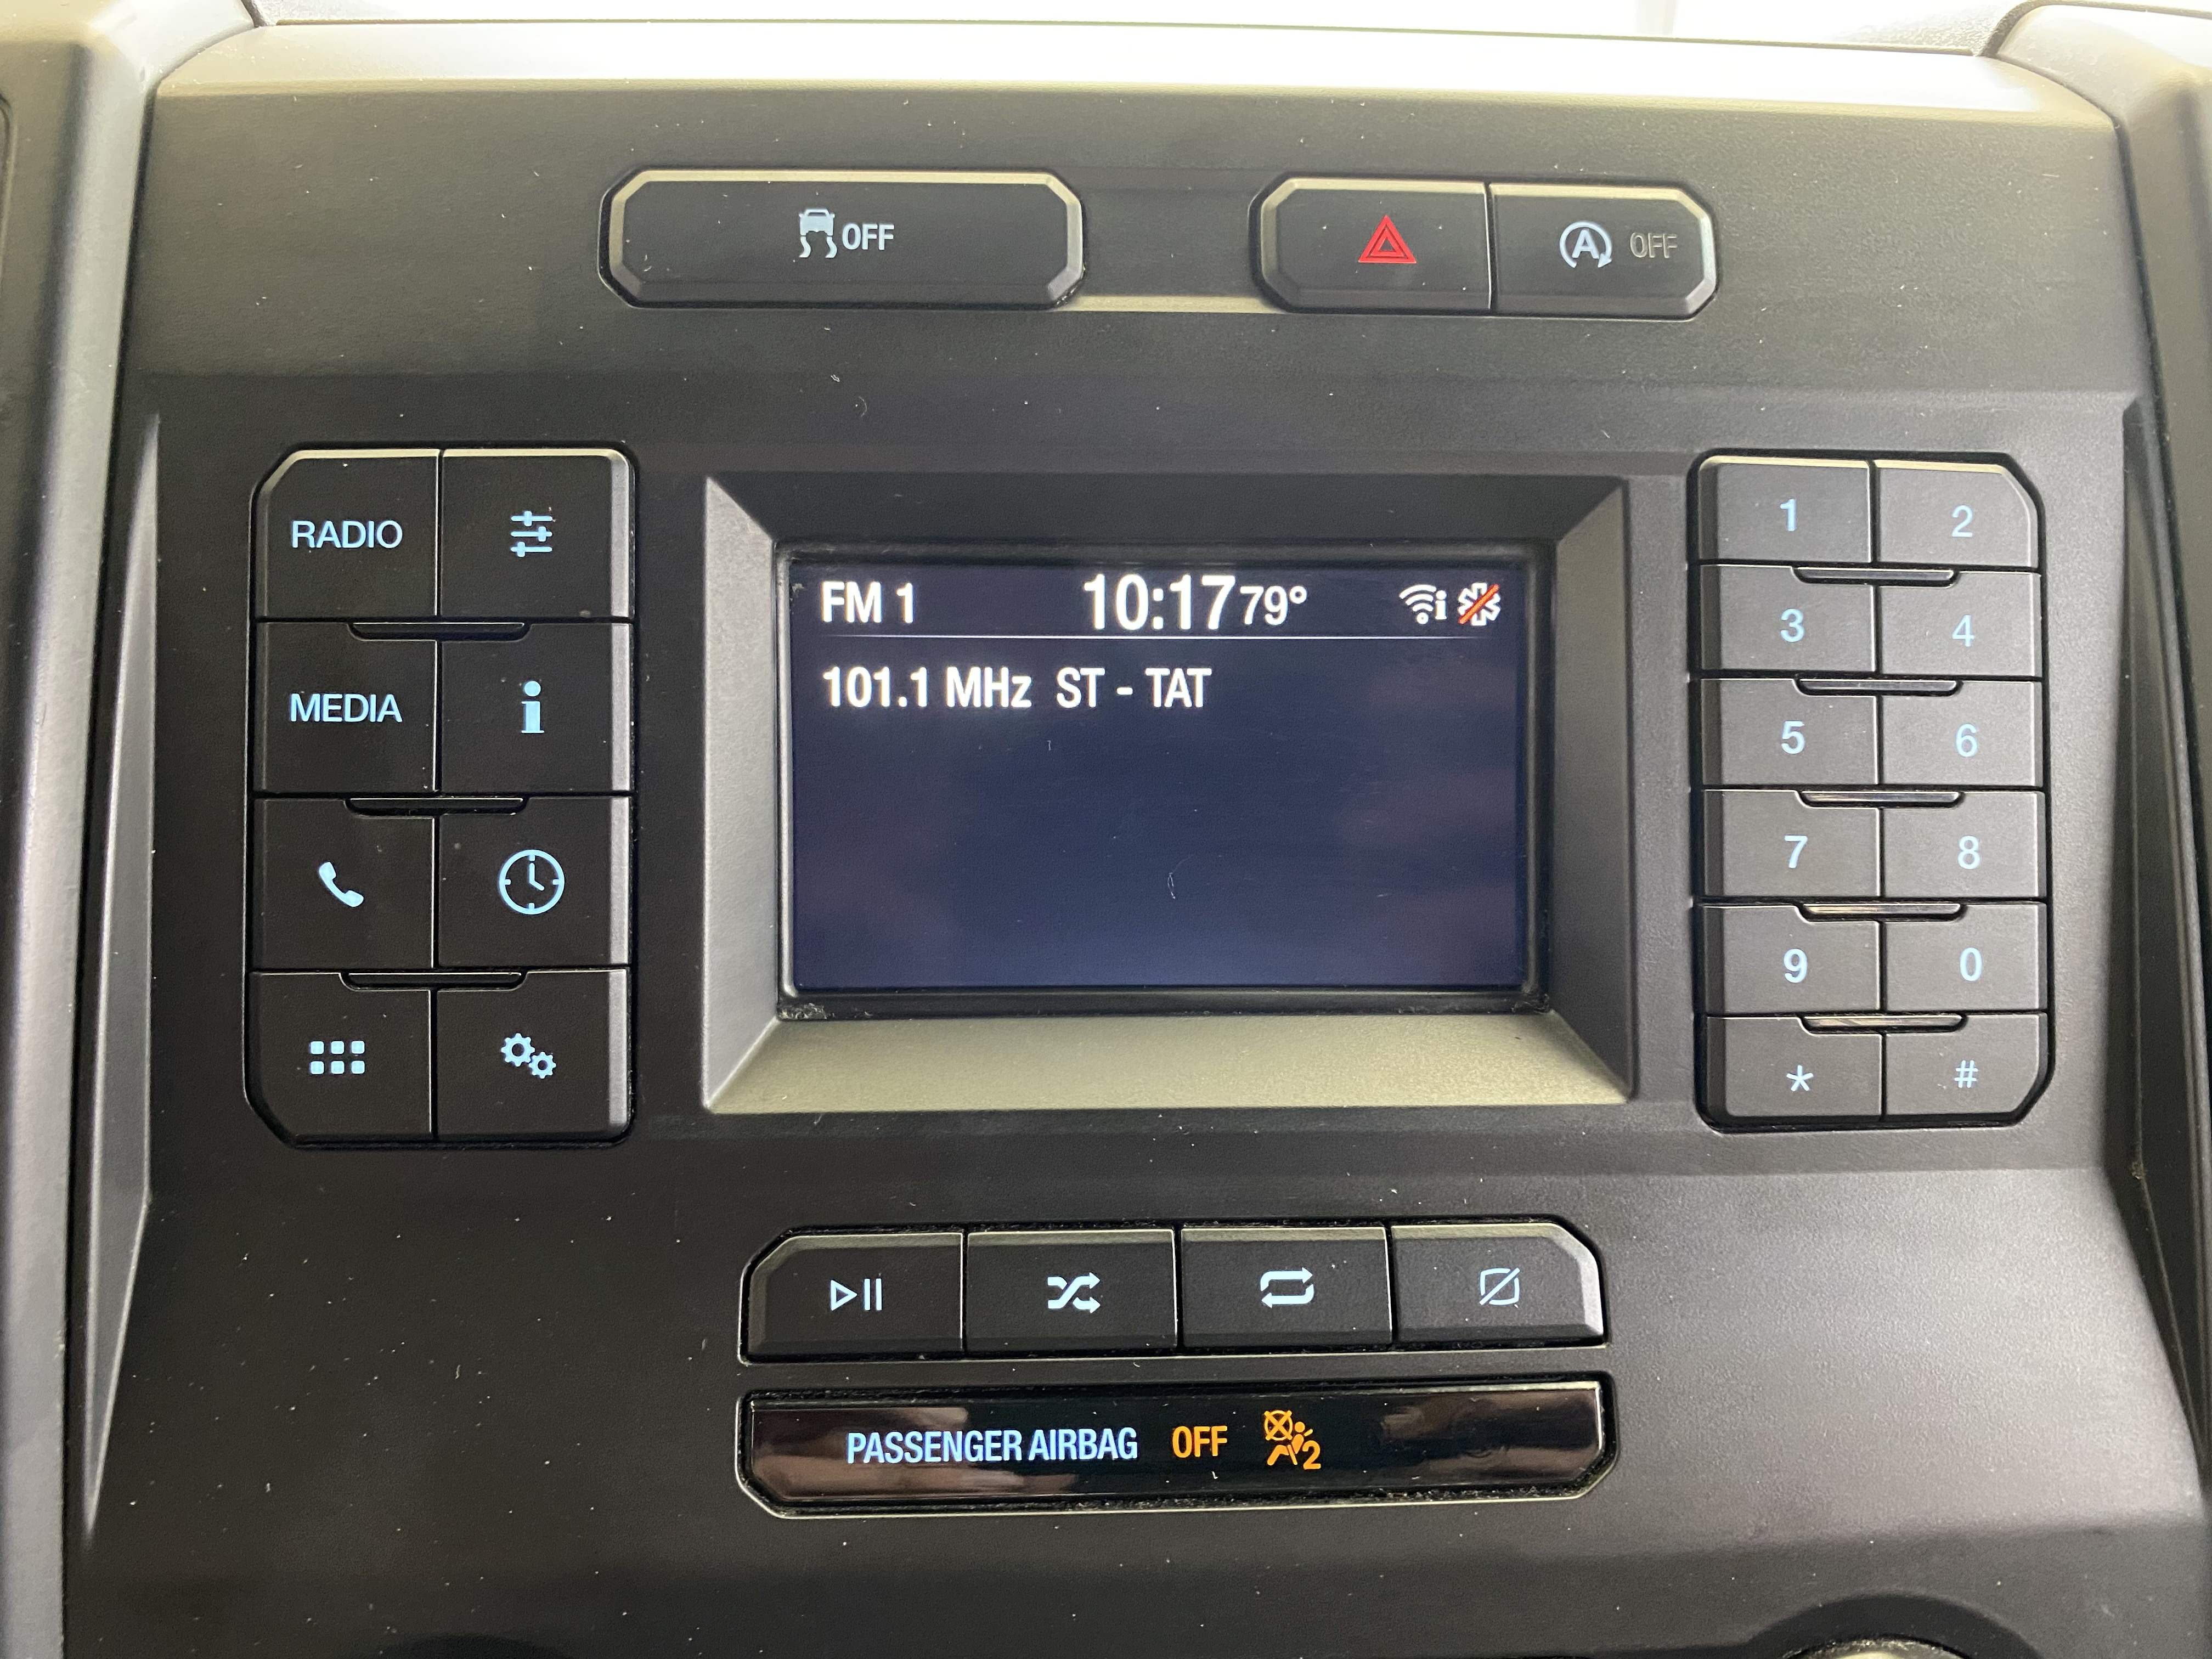 OFF
A OFF
RADIO
MEDIA
FM 1 10:17 79° i
101.1 MHz ST - TAT
1 2
3 4
5 6
7 8
9 0
* #
PASSENGER AIRBAG OFF 2